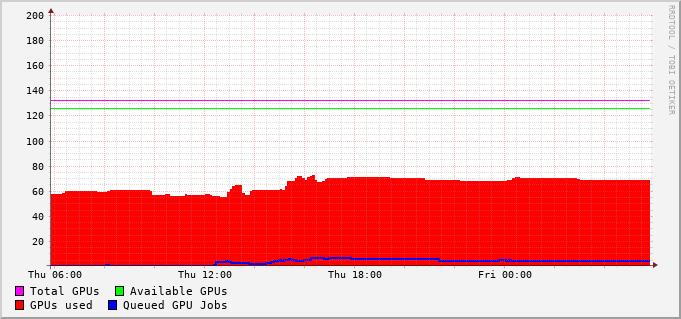 200
180
160
140
120
100
80
60
40
20
Thu 06:00 Thu 12:00 Thu 18:00 Fri 00:00
Total GPUs Available GPUs
GPUs used Queued GPU Jobs
RRDTOOL / TOBI OETIKER